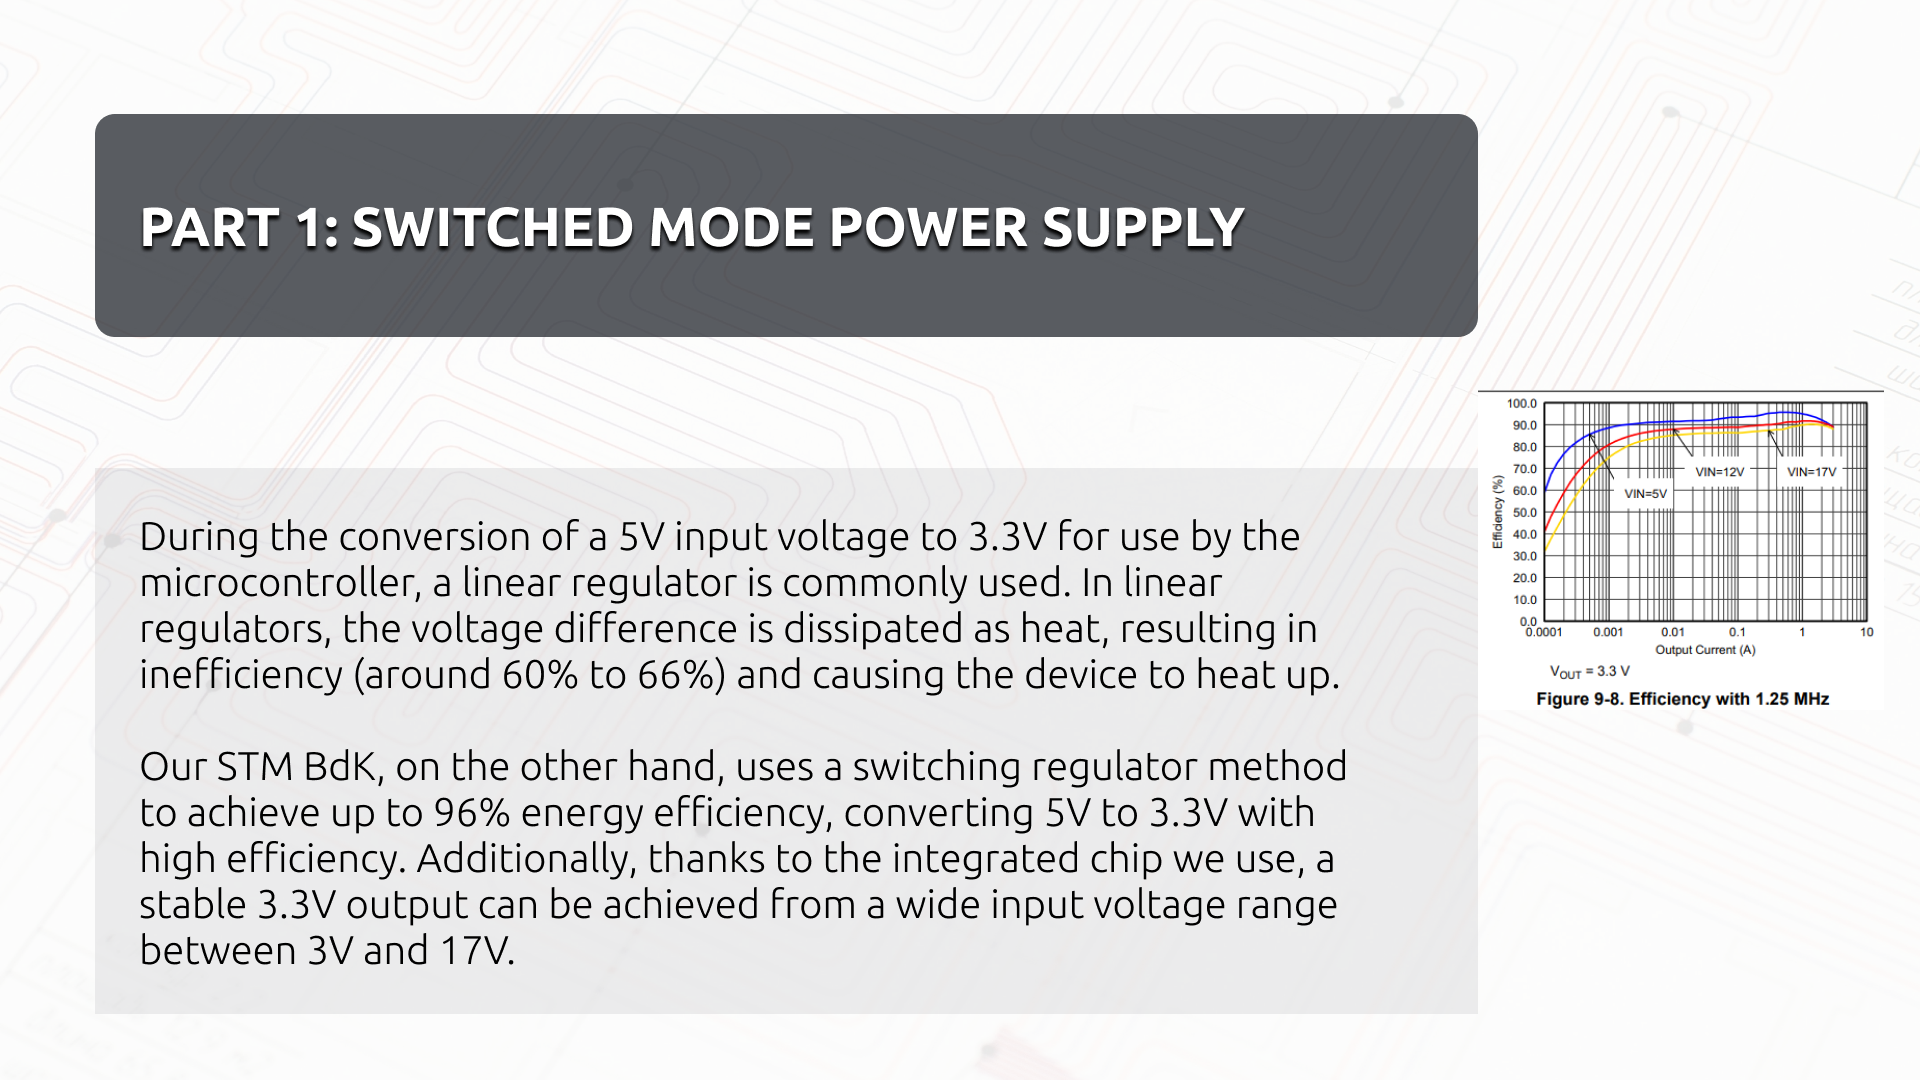 PART 1: SWITCHED MODE POWER SUPPLY
During the conversion of a 5V input voltage to 3.3V for use by the
microcontroller, a linear regulator is commonly used. In linear
regulators, the voltage difference is dissipated as heat, resulting in
inefficiency (around 60% to 66%) and causing the device to heat up.
Our STM BdK, on the other hand, uses a switching regulator method
to achieve up to 96% energy efficiency, converting 5V to 3.3V with
high efficiency. Additionally, thanks to the integrated chip we use, a
stable 3.3V output can be achieved from a wide input voltage range
between 3V and 17V.
100.0
90.0
80.0
70.0
60.0
50.0
40.0
30.0
20.0
10.0
0.0
Efficiency (%)
VIN=12V
VIN=17V
VIN=5V
0.0001 0.001 0.01 0.1 1 10
Output Current (A)
VOUT = 3.3 V
Figure 9-8. Efficiency with 1.25 MHz